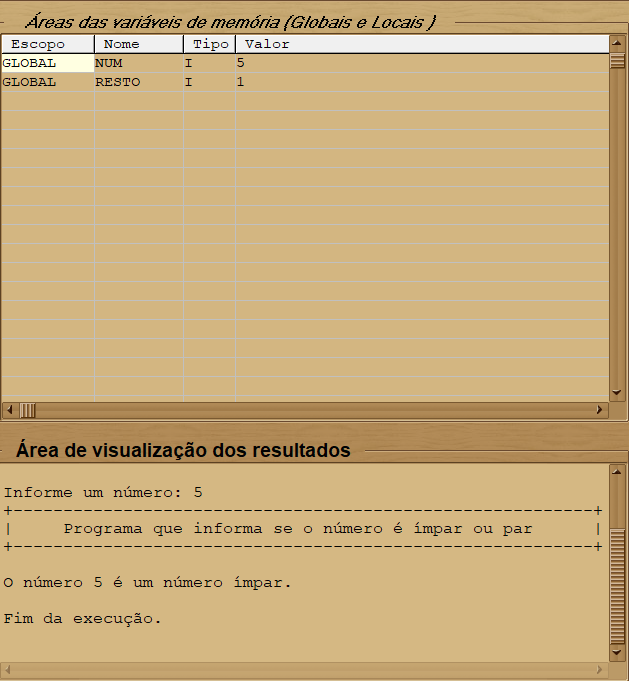 Áreas das variáveis de memória (Globais e Locais )
Escopo Nome Tipo Valor
GLOBAL NUM I 5
GLOBAL RESTO I 1
Área de visualização dos resultados
Informe um número: 5
+----------------------------------------------------------+
| Programa que informa se o número é ímpar ou par |
+----------------------------------------------------------+
O número 5 é um número ímpar.
Fim da execução.